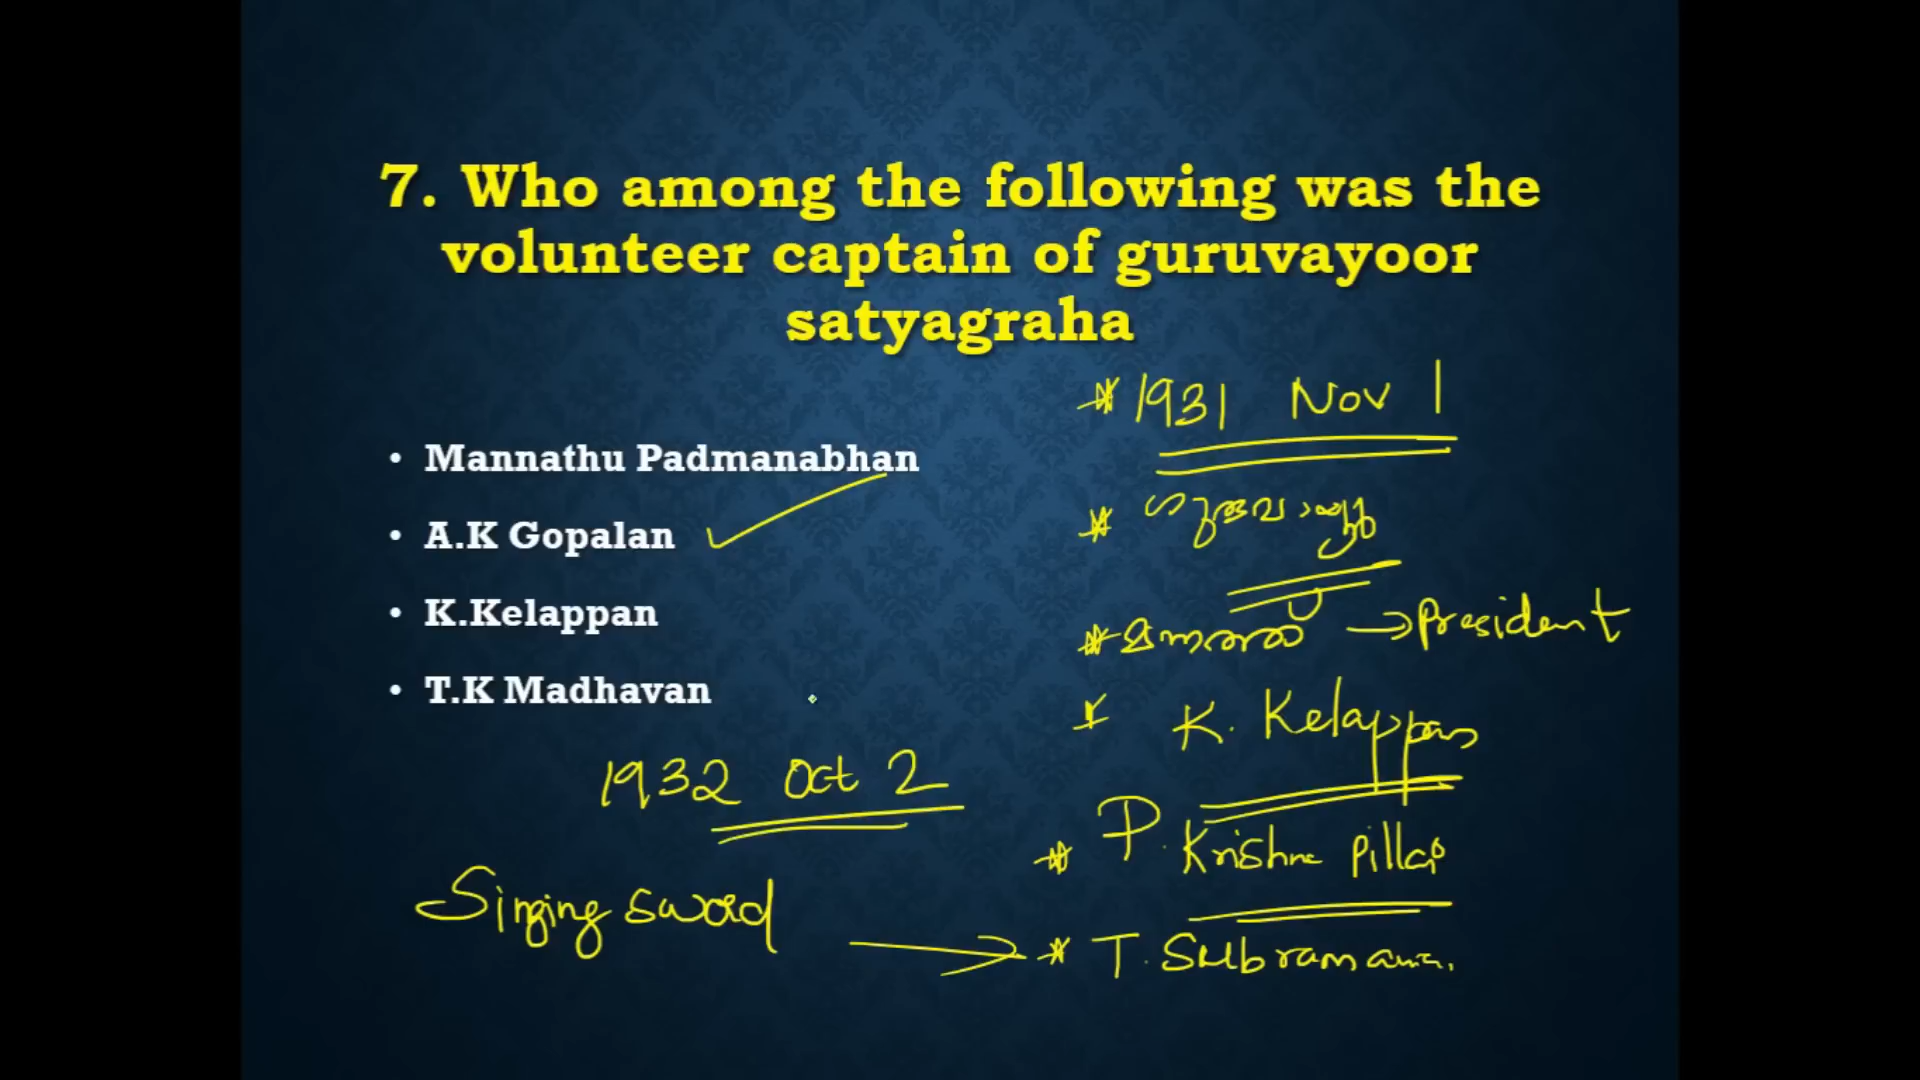 7. Who among the following was the
volunteer captain of guruvayoor
satyagraha
• Mannathu Padmanabhan
• A.K Gopalan
• K.Kelappan
• T.K Madhavan
* 1931 Nov 1
*
* → President
* K. Kelappan
* P. Krishna Pillai
1932 Oct 2
Singing sword
→ * T. Subramania.